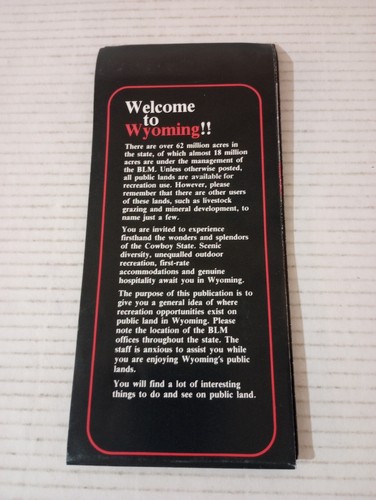 Welcome
to
Wyoming!!
There are over 62 million acres in
the state, of which almost 18 million
acres are under the management of
the BLM. Unless otherwise posted,
all public lands are available for
recreation use. However, please
remember that there are other users
of these lands, such as livestock
grazing and mineral development, to
name just a few.
You are invited to experience
firsthand the wonders and splendors
of the Cowboy State. Scenic
diversity, unequalled outdoor
recreation, first-rate
accommodations and genuine
hospitality await you in Wyoming.
The purpose of this publication is to
give you a general idea of where
recreation opportunities exist on
public land in Wyoming. Please
note the location of the BLM
offices throughout the state. The
staff is anxious to assist you while
you are enjoying Wyoming's public
lands.
You will find a lot of interesting
things to do and see on public land.